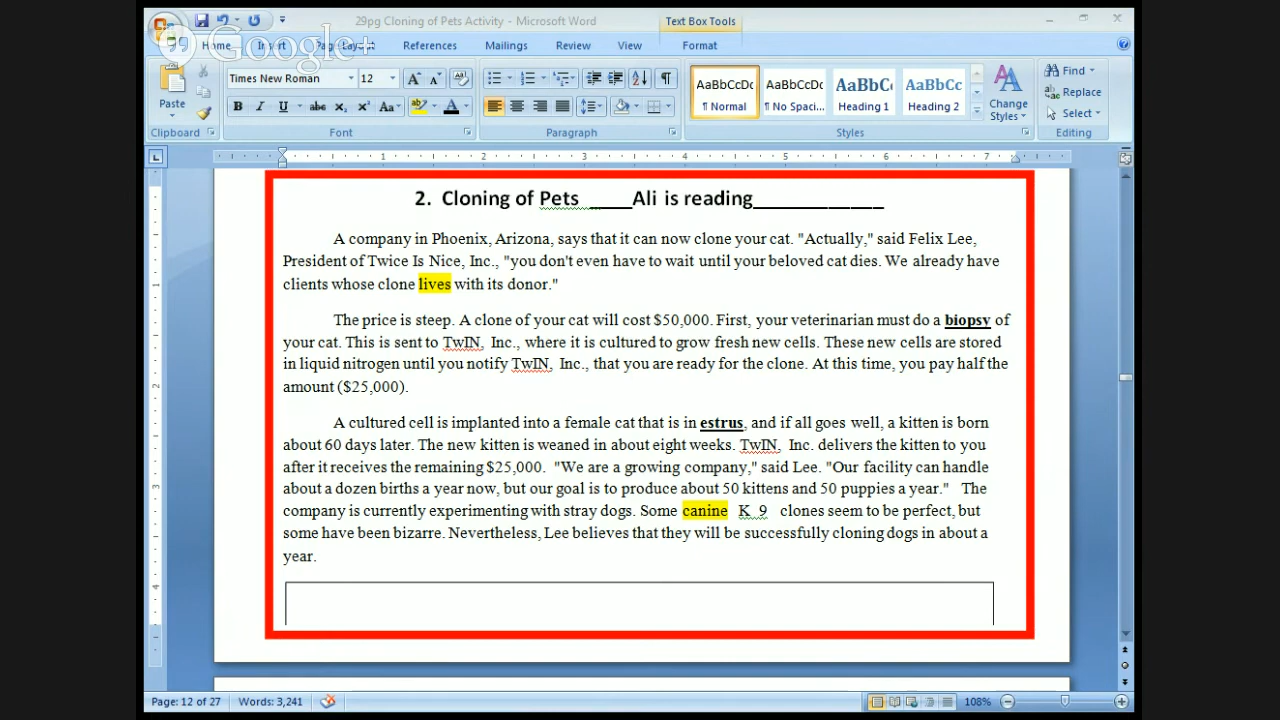 29pg Cloning of Pets Activity - Microsoft Word
Text Box Tools
Google+
Home Insert Page Layout References Mailings Review View Format
Times New Roman 12
AaBbCcDc AaBbCcDc AaBbC AaBbCc
¶ Normal ¶ No Spaci... Heading 1 Heading 2
Paste
Change Styles
Find
Replace
Select
Clipboard Font Paragraph Styles Editing
1 2 3 4 5 6 7
2. Cloning of Pets ____Ali is reading____________
A company in Phoenix, Arizona, says that it can now clone your cat. "Actually," said Felix Lee,
President of Twice Is Nice, Inc., "you don't even have to wait until your beloved cat dies. We already have
clients whose clone lives with its donor."
The price is steep. A clone of your cat will cost $50,000. First, your veterinarian must do a biopsy of
your cat. This is sent to TwIN, Inc., where it is cultured to grow fresh new cells. These new cells are stored
in liquid nitrogen until you notify TwIN, Inc., that you are ready for the clone. At this time, you pay half the
amount ($25,000).
A cultured cell is implanted into a female cat that is in estrus, and if all goes well, a kitten is born
about 60 days later. The new kitten is weaned in about eight weeks. TwIN, Inc. delivers the kitten to you
after it receives the remaining $25,000. "We are a growing company," said Lee. "Our facility can handle
about a dozen births a year now, but our goal is to produce about 50 kittens and 50 puppies a year." The
company is currently experimenting with stray dogs. Some canine K 9 clones seem to be perfect, but
some have been bizarre. Nevertheless, Lee believes that they will be successfully cloning dogs in about a
year.
Page: 12 of 27 Words: 3,241 108%